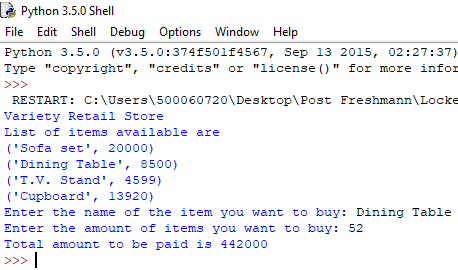 Python 3.5.0 Shell
File Edit Shell Debug Options Window Help
Python 3.5.0 (v3.5.0:374f501f4567, Sep 13 2015, 02:27:37)
Type "copyright", "credits" or "license()" for more infor
>>>
RESTART: C:\Users\500060720\Desktop\Post Freshmann\Locke
Variety Retail Store
List of items available are
('Sofa set', 20000)
('Dining Table', 8500)
('T.V. Stand', 4599)
('Cupboard', 13920)
Enter the name of the item you want to buy: Dining Table
Enter the amount of items you want to buy: 52
Total amount to be paid is 442000
>>>